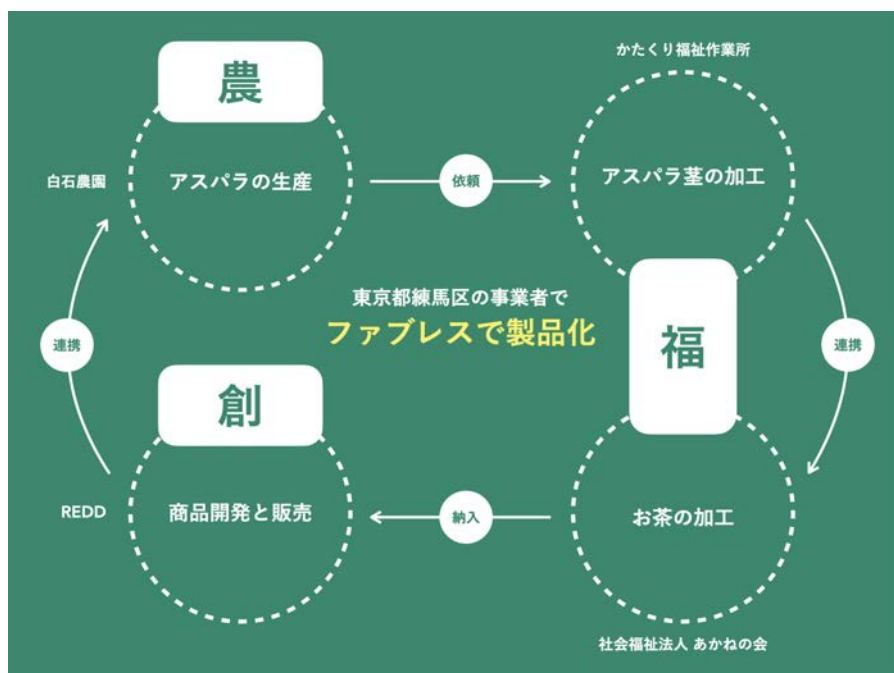 農
白石農園
アスパラの生産
依頼
かたくり福祉作業所
アスパラ茎の加工
東京都練馬区の事業者で
ファブレスで製品化
福
連携
連携
創
REDD
商品開発と販売
納入
お茶の加工
社会福祉法人 あかねの会